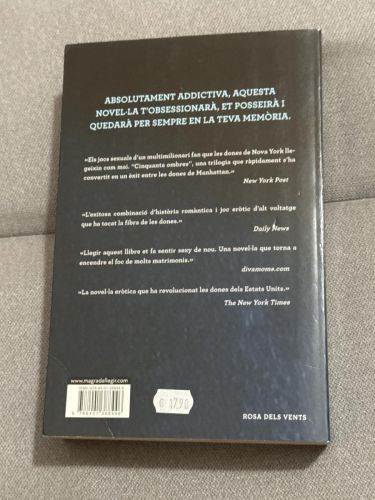 ABSOLUTAMENT ADDICTIVA, AQUESTA
NOVEL·LA T'OBSESSIONARÀ, ET POSSEIRÀ I
QUEDARÀ PER SEMPRE EN LA TEVA MEMÒRIA.
«Els jocs sexuals d'un multimilionari fan que les dones de Nova York lle-
geixin com mai. "Cinquanta ombres", una trilogia que ràpidament s'ha
convertit en un èxit entre les dones de Manhattan.»
New York Post
«L'exitosa combinació d'història romàntica i joc eròtic d'alt voltatge
que ha tocat la fibra de les dones.»
Daily News
«Llegir aquest llibre et fa sentir sexy de nou. Una novel·la que torna a
encendre el foc de molts matrimonis.»
divamoms.com
«La novel·la eròtica que ha revolucionat les dones dels Estats Units.»
The New York Times
www.magradallegir.com
€ 17,90
ROSA DELS VENTS